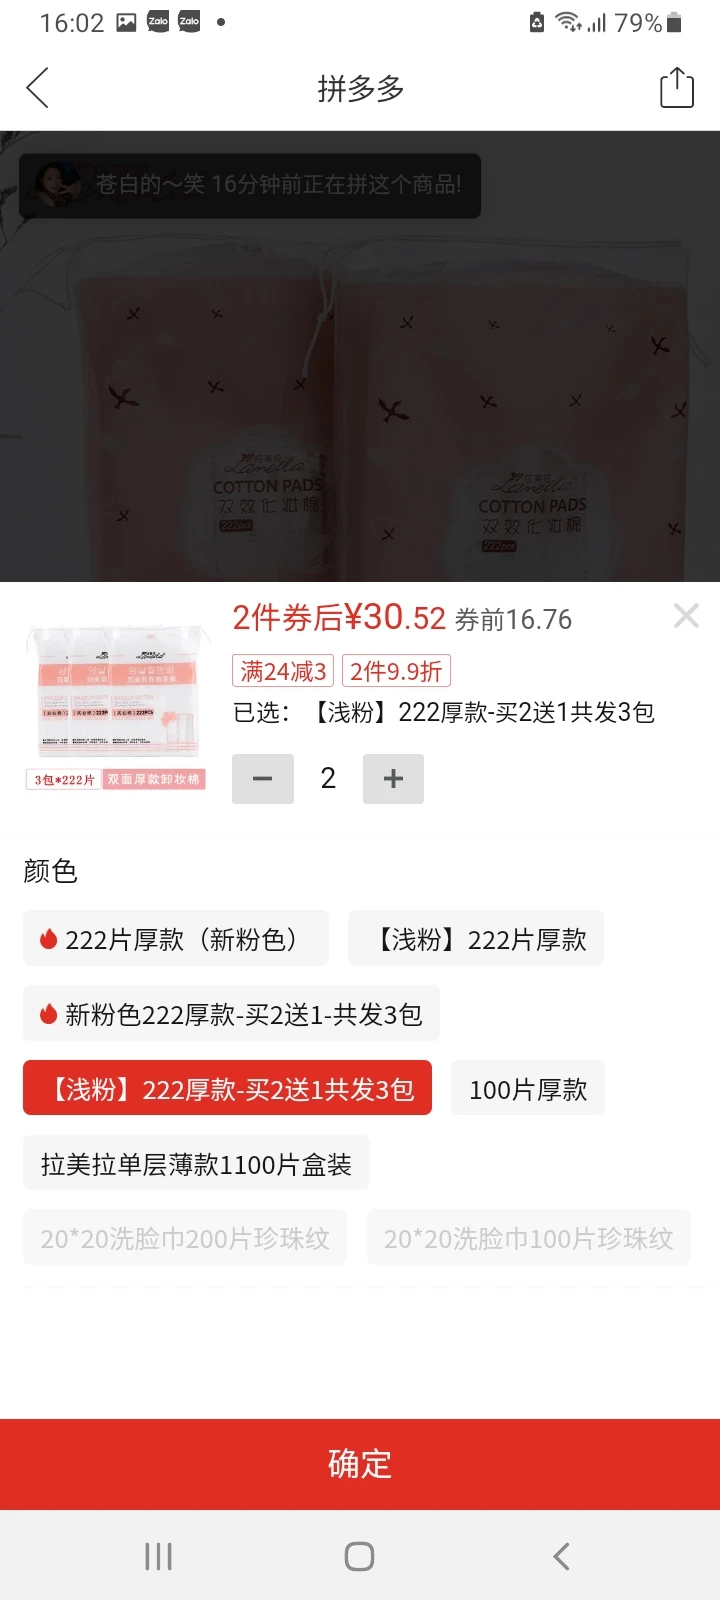 16:02 Zalo Zalo 79%
拼多多
苍白的～笑 16分钟前正在拼这个商品!
Lameila
COTTON PADS
双效化妆棉
222pcs
Lameila
COTTON PADS
双效化妆棉
222pcs
2件券后¥30.52 券前16.76
满24减3 2件9.9折
已选：【浅粉】222厚款-买2送1共发3包
3包*222片 双面厚款卸妆棉
2
颜色
222片厚款（新粉色）
【浅粉】222片厚款
新粉色222厚款-买2送1-共发3包
【浅粉】222厚款-买2送1共发3包
100片厚款
拉美拉单层薄款1100片盒装
20*20洗脸巾200片珍珠纹
20*20洗脸巾100片珍珠纹
确定